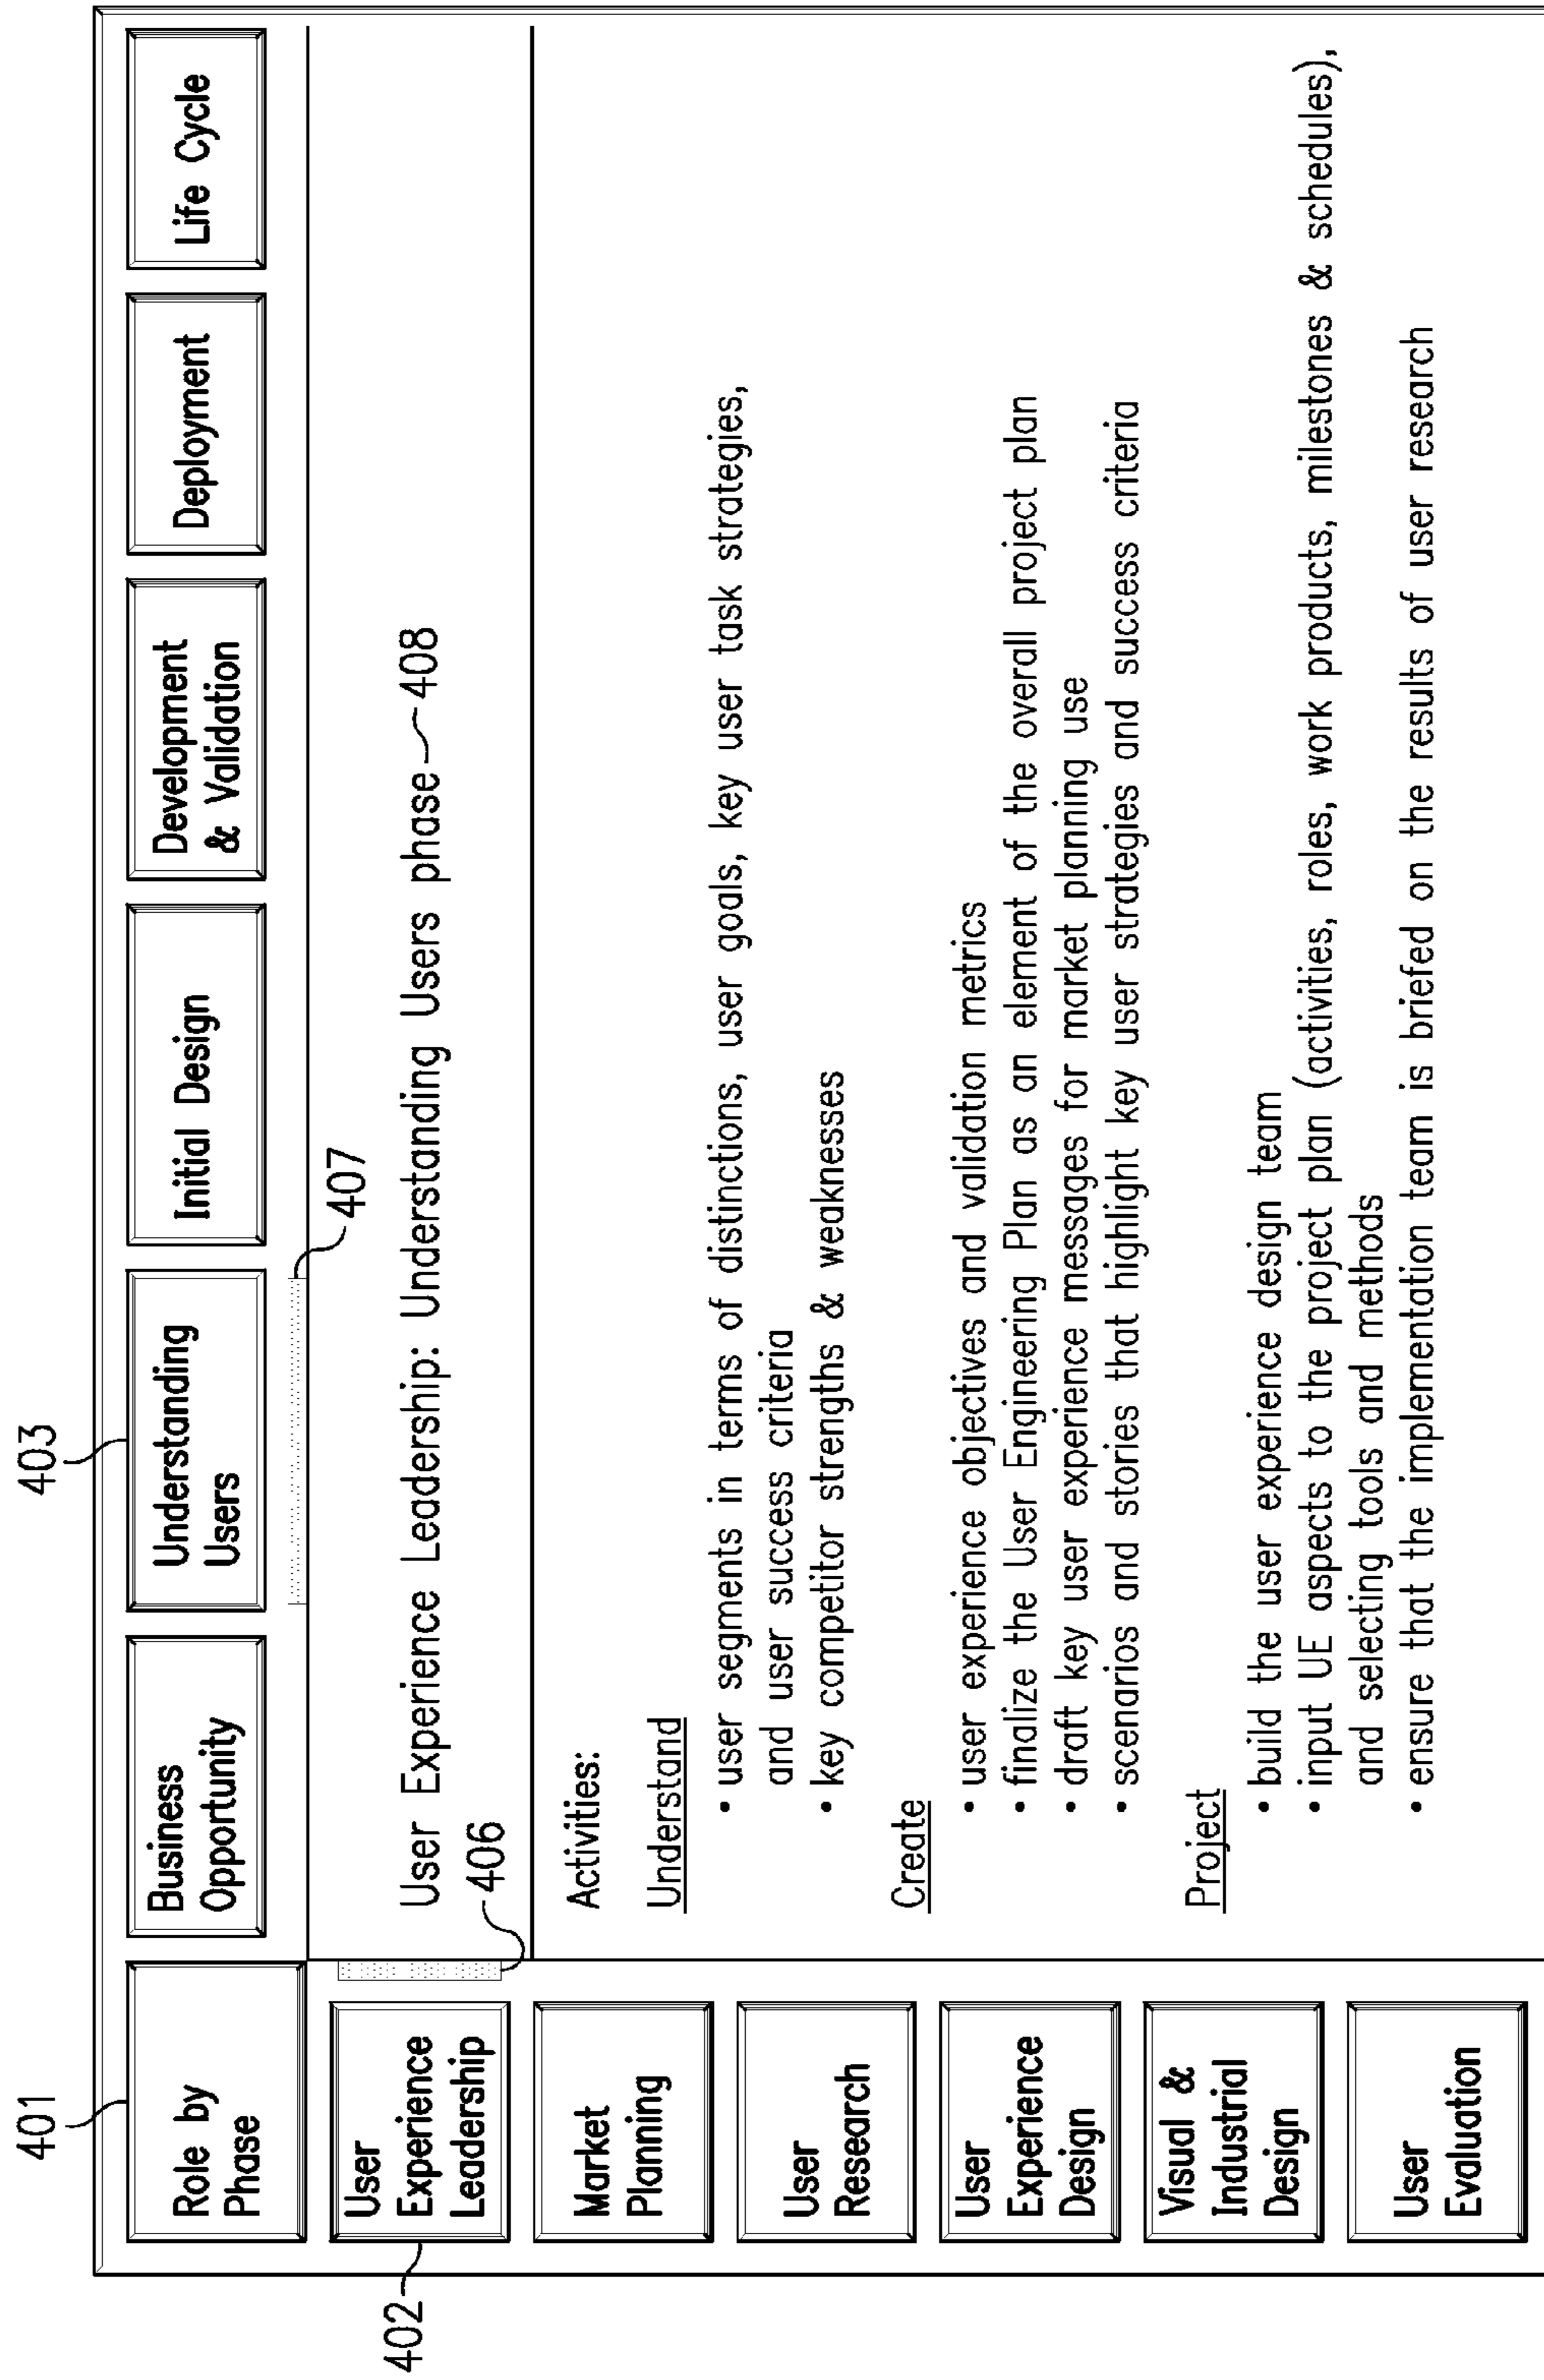 401
403
Role by
Phase
Business
Opportunity
Understanding
Users
Initial Design
Development
& Validation
Deployment
Life Cycle
407
402
User
Experience
Leadership
Market
Planning
User
Research
User
Experience
Design
Visual &
Industrial
Design
User
Evaluation
User Experience Leadership: Understanding Users phase 408
406
Activities:
Understand
• user segments in terms of distinctions, user goals, key user task strategies,
and user success criteria
• key competitor strengths & weaknesses
Create
• user experience objectives and validation metrics
• finalize the User Engineering Plan as an element of the overall project plan
• draft key user experience messages for market planning use
• scenarios and stories that highlight key user strategies and success criteria
Project
• build the user experience design team
• input UE aspects to the project plan (activities, roles, work products, milestones & schedules),
and selecting tools and methods
• ensure that the implementation team is briefed on the results of user research